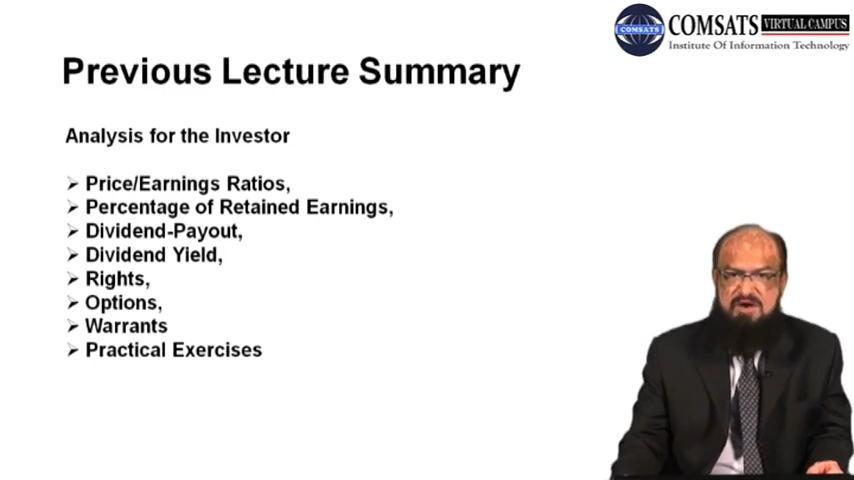 COMSATS VIRTUAL CAMPUS
COMSATS
Institute Of Information Technology
Previous Lecture Summary
Analysis for the Investor
➢ Price/Earnings Ratios,
➢ Percentage of Retained Earnings,
➢ Dividend-Payout,
➢ Dividend Yield,
➢ Rights,
➢ Options,
➢ Warrants
➢ Practical Exercises